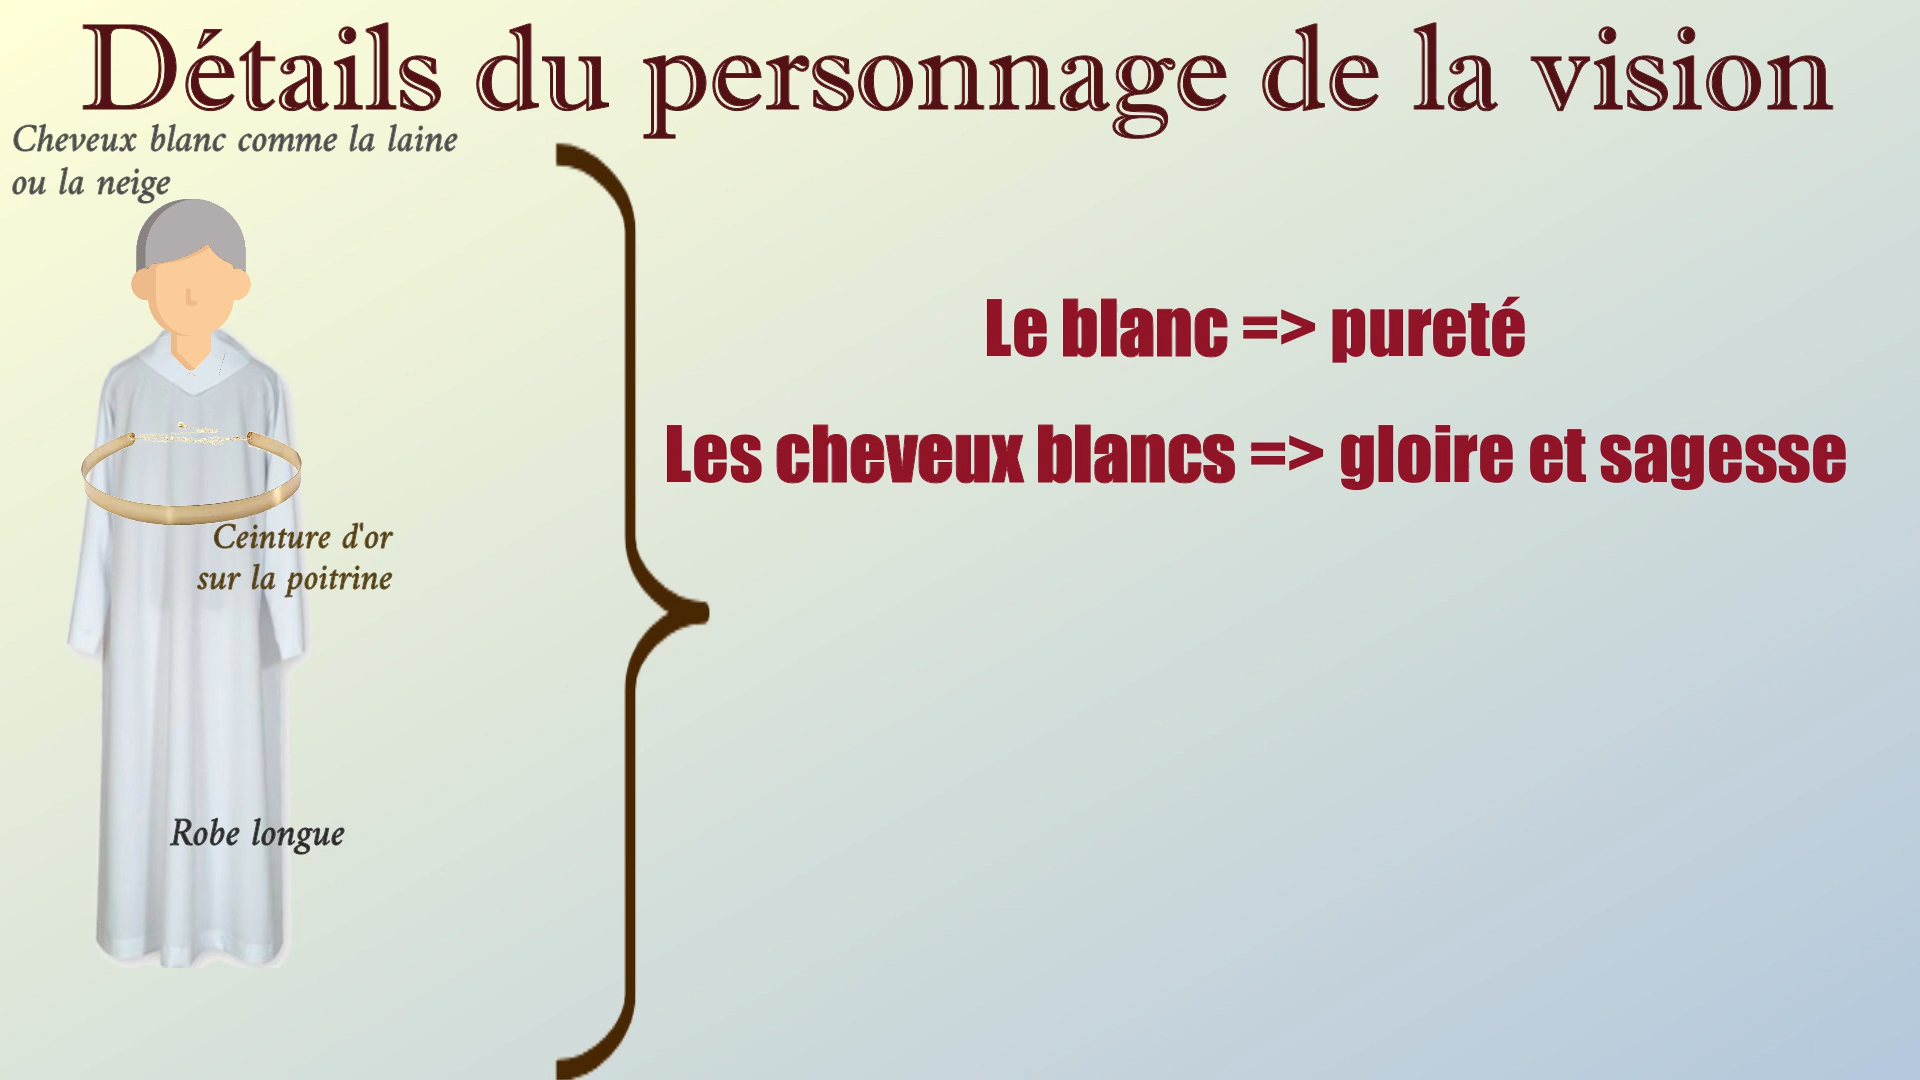 Détails du personnage de la vision
Cheveux blanc comme la laine
ou la neige
Le blanc => pureté
Les cheveux blancs => gloire et sagesse
Ceinture d'or
sur la poitrine
Robe longue